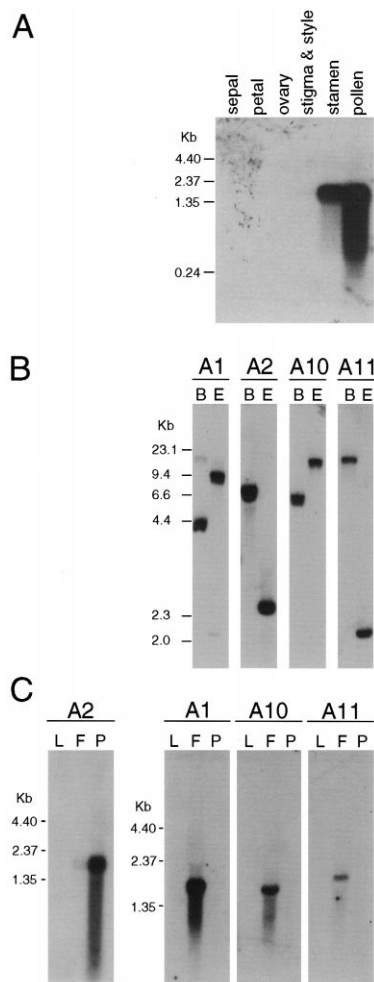 A
sepal
petal
ovary
stigma & style
stamen
pollen
Kb
4.40
2.37
1.35
0.24
B
A1 A2 A10 A11
B E B E B E B E
Kb
23.1
9.4
6.6
4.4
2.3
2.0
C
A2 A1 A10 A11
L F P L F P L F P L F P
Kb Kb
4.40 4.40
2.37 2.37
1.35 1.35